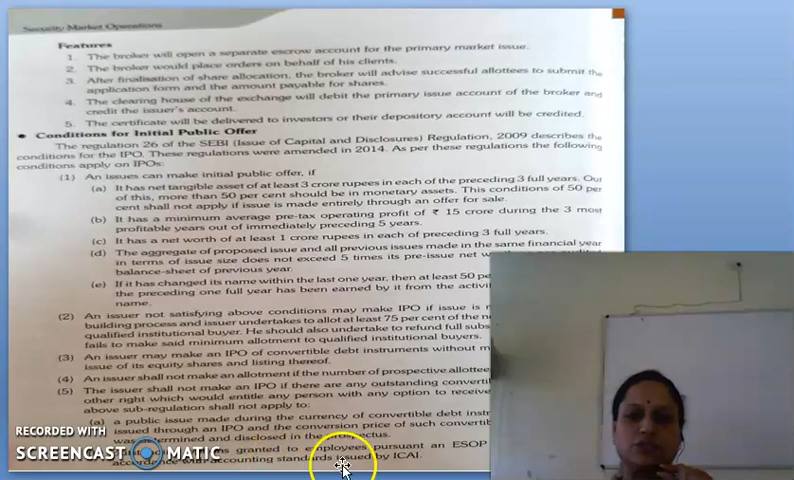 Security Market Operations
Features
1. The broker will open a separate escrow account for the primary market issue.
2. The broker would place orders on behalf of his clients.
3. After finalisation of share allocation, the broker will advise successful allottees to submit the
application form and the amount payable for shares.
4. The clearing house of the exchange will debit the primary issue account of the broker and
credit the issuer's account.
5. The certificate will be delivered to investors or their depository account will be credited.
• Conditions for Initial Public Offer
The regulation 26 of the SEBI (Issue of Capital and Disclosures) Regulation, 2009 describes the
conditions for the IPO. These regulations were amended in 2014. As per these regulations the following
conditions apply on IPOs:
(1) An issues can make initial public offer, if
(a) It has net tangible asset of at least 3 crore rupees in each of the preceding 3 full years. Out
of this, more than 50 per cent should be in monetary assets. This conditions of 50 per
cent shall not apply if issue is made entirely through an offer for sale.
(b) It has a minimum average pre-tax operating profit of ₹ 15 crore during the 3 most
profitable years out of immediately preceding 5 years.
(c) It has a net worth of at least 1 crore rupees in each of preceding 3 full years.
(d) The aggregate of proposed issue and all previous issues made in the same financial year
in terms of issue size does not exceed 5 times its pre-issue net
balance-sheet of previous year.
(e) If it has changed its name within the last one year, then at least 50 pe
the preceding one full year has been earned by it from the activi
name.
(2) An issuer not satisfying above conditions may make IPO if issue is
building process and issuer undertakes to allot at least 75 per cent of the
qualified institutional buyer. He should also undertake to refund full subs
fails to make said minimum allotment to qualified institutional buyers.
(3) An issuer may make an IPO of convertible debt instruments without m
issue of its equity shares and listing thereof.
(4) An issuer shall not make an allotment if the number of prospective allottee
(5) The issuer shall not make an IPO if there are any outstanding converti
other right which would entitle any person with any option to receive
above sub-regulation shall not apply to:
(a) a public issue made during the currency of convertible debt instr
issued through an IPO and the conversion price of such convertib
was determined and disclosed in the prospectus.
granted to employees pursuant an ESOP
accordance with accounting standards issued by ICAI.
RECORDED WITH
SCREENCAST MATIC